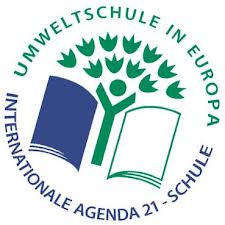 UMWELTSCHULE IN EUROPA
INTERNATIONALE AGENDA 21 - SCHULE